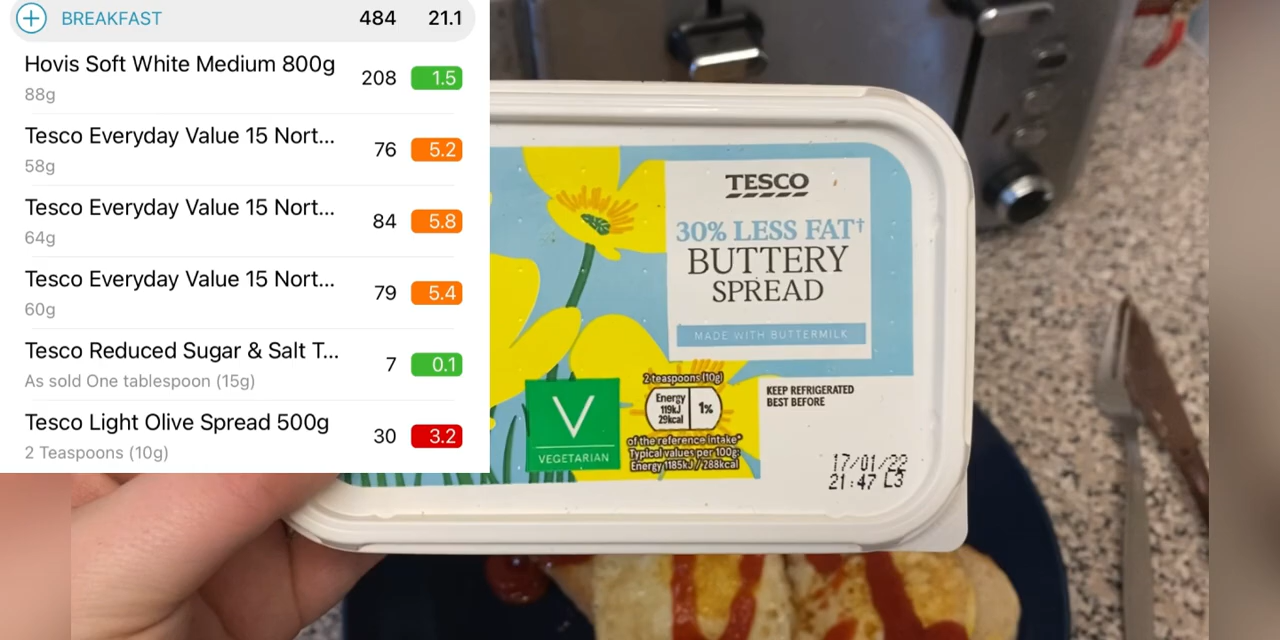 BREAKFAST 484 21.1
Hovis Soft White Medium 800g 208 1.5
88g
Tesco Everyday Value 15 Nort... 76 5.2
58g
Tesco Everyday Value 15 Nort... 84 5.8
64g
Tesco Everyday Value 15 Nort... 79 5.4
60g
Tesco Reduced Sugar & Salt T... 7 0.1
As sold One tablespoon (15g)
Tesco Light Olive Spread 500g 30 3.2
2 Teaspoons (10g)
TESCO
30% LESS FAT†
BUTTERY
SPREAD
MADE WITH BUTTERMILK
V
VEGETARIAN
2 teaspoons (10g)
Energy
119kJ
29kcal
1%
of the reference intake*
Typical values per 100g:
Energy 1185kJ / 288kcal
KEEP REFRIGERATED
BEST BEFORE
17/01/22
21:47 L3